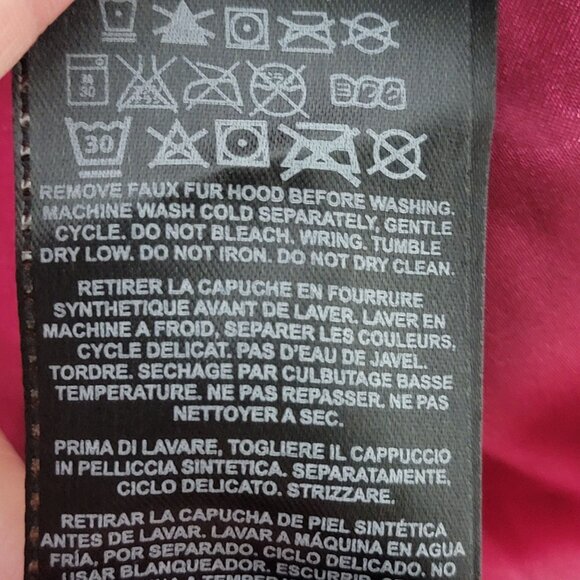 30
REMOVE FAUX FUR HOOD BEFORE WASHING.
MACHINE WASH COLD SEPARATELY, GENTLE
CYCLE. DO NOT BLEACH. WRING. TUMBLE
DRY LOW. DO NOT IRON. DO NOT DRY CLEAN.
RETIRER LA CAPUCHE EN FOURRURE
SYNTHETIQUE AVANT DE LAVER. LAVER EN
MACHINE A FROID. SEPARER LES COULEURS.
CYCLE DELICAT. PAS D'EAU DE JAVEL.
TORDRE. SECHAGE PAR CULBUTAGE BASSE
TEMPERATURE. NE PAS REPASSER. NE PAS
NETTOYER A SEC.
PRIMA DI LAVARE, TOGLIERE IL CAPPUCCIO
IN PELLICCIA SINTETICA. SEPARATAMENTE,
CICLO DELICATO. STRIZZARE.
RETIRAR LA CAPUCHA DE PIEL SINTÉTICA
ANTES DE LAVAR. LAVAR A MÁQUINA EN AGUA
FRÍA, POR SEPARADO. CICLO DELICADO. NO
USAR BLANQUEADOR. ESCURRIR.